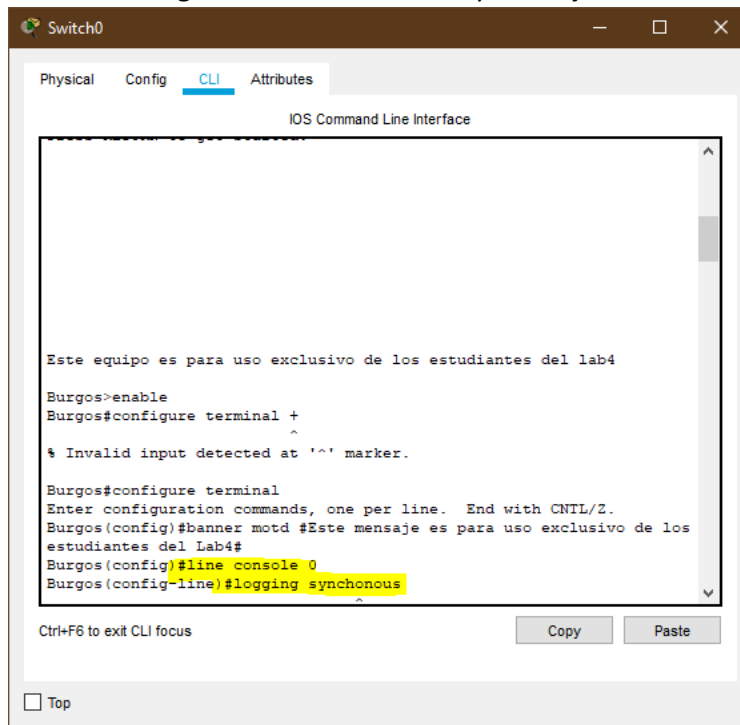 Switch0
Physical Config CLI Attributes
IOS Command Line Interface
Este equipo es para uso exclusivo de los estudiantes del lab4
Burgos>enable
Burgos#configure terminal +
^
% Invalid input detected at '^' marker.
Burgos#configure terminal
Enter configuration commands, one per line. End with CNTL/Z.
Burgos(config)#banner motd #Este mensaje es para uso exclusivo de los
estudiantes del Lab4#
Burgos(config)#line console 0
Burgos(config-line)#logging synchonous
^
Ctrl+F6 to exit CLI focus
Copy Paste
Top